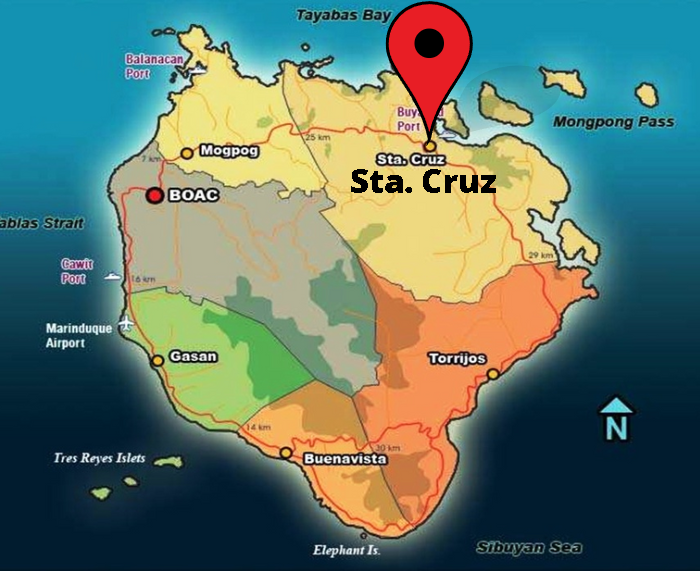 Tayabas Bay
Balanacan
Port
Port
Mongpong Pass
25 km
Mogpog
7 km
Sta. Cruz
Sta. Cruz
BOAC
ablas Strait
29 km
Gawit
Port
16 km
Marinduque
Airport
Gasan
Torrijos
14 km
30 km
N
Tres Reyes Islets
Buenavista
Elephant Is.
Sibuyan Sea